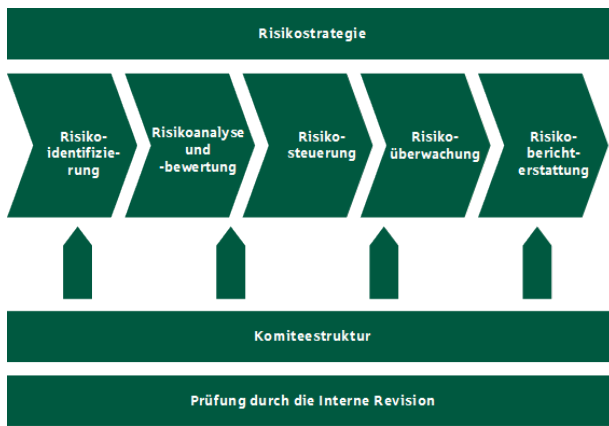 Risikostrategie
Risiko-
identifizie-
rung
Risikoanalyse
und
-bewertung
Risiko-
steuerung
Risiko-
überwachung
Risiko-
bericht-
erstattung
Komiteestruktur
Prüfung durch die Interne Revision